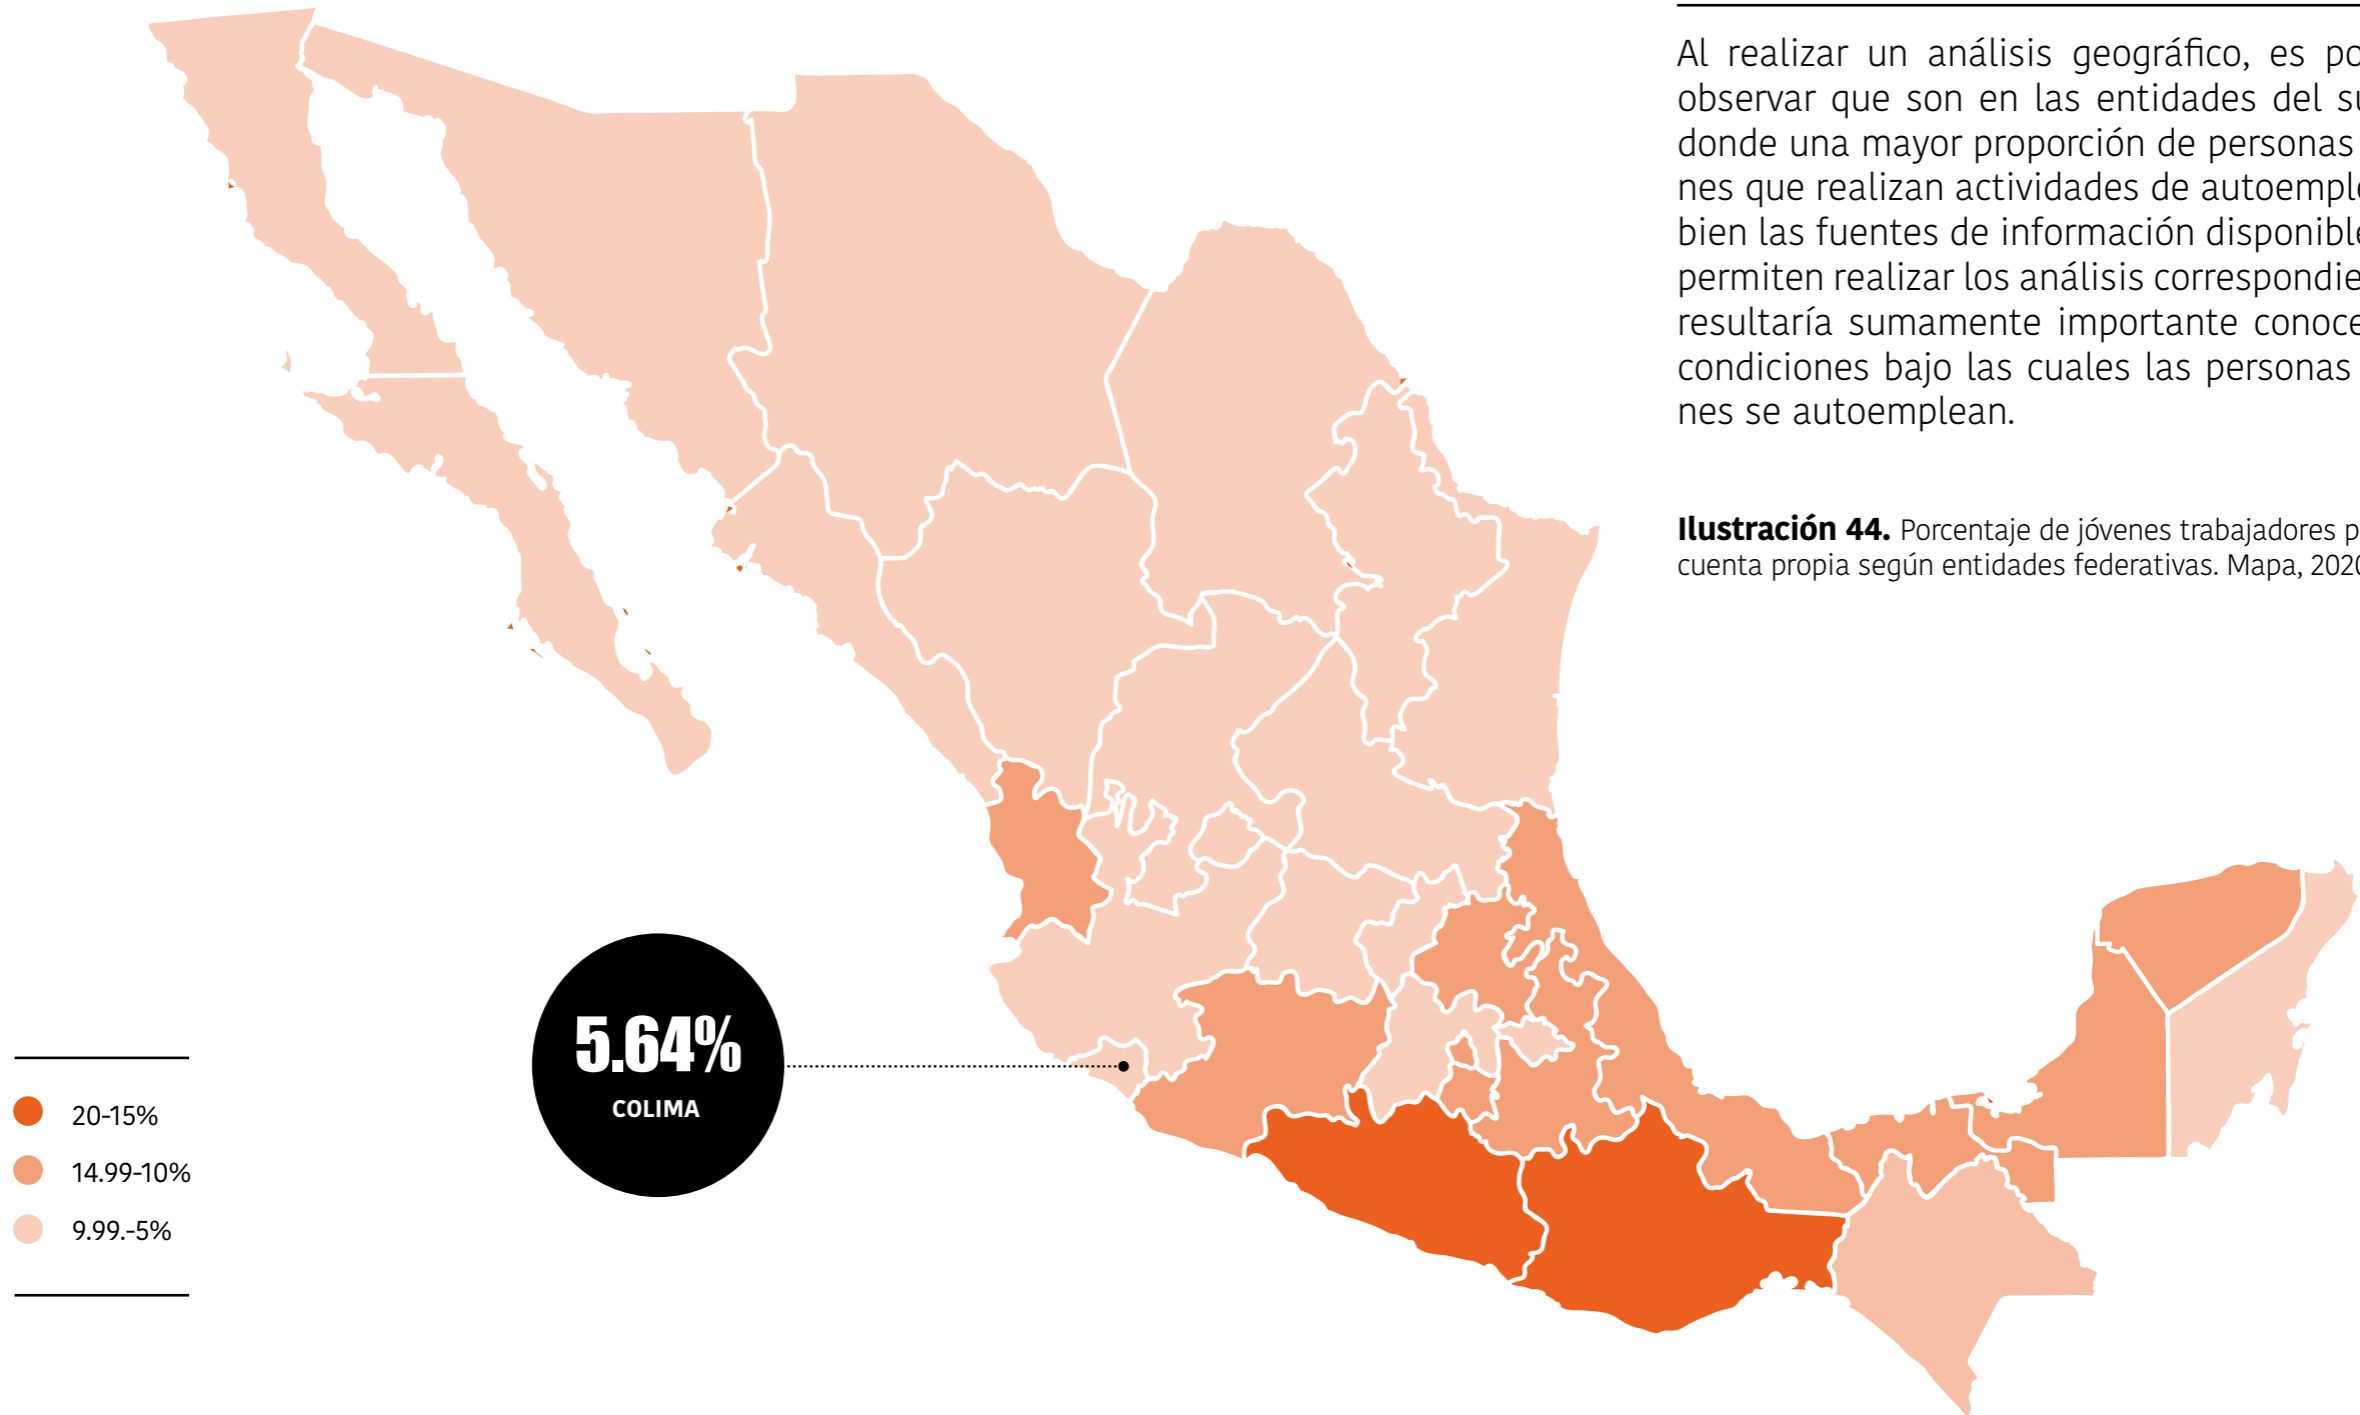 Al realizar un análisis geográfico, es po
observar que son en las entidades del su
donde una mayor proporción de personas
nes que realizan actividades de autoemple
bien las fuentes de información disponible
permiten realizar los análisis correspondie
resultaría sumamente importante conoce
condiciones bajo las cuales las personas
nes se autoemplean.
Ilustración 44. Porcentaje de jóvenes trabajadores p
cuenta propia según entidades federativas. Mapa, 2020
5.64%
COLIMA
20-15%
14.99-10%
9.99.-5%